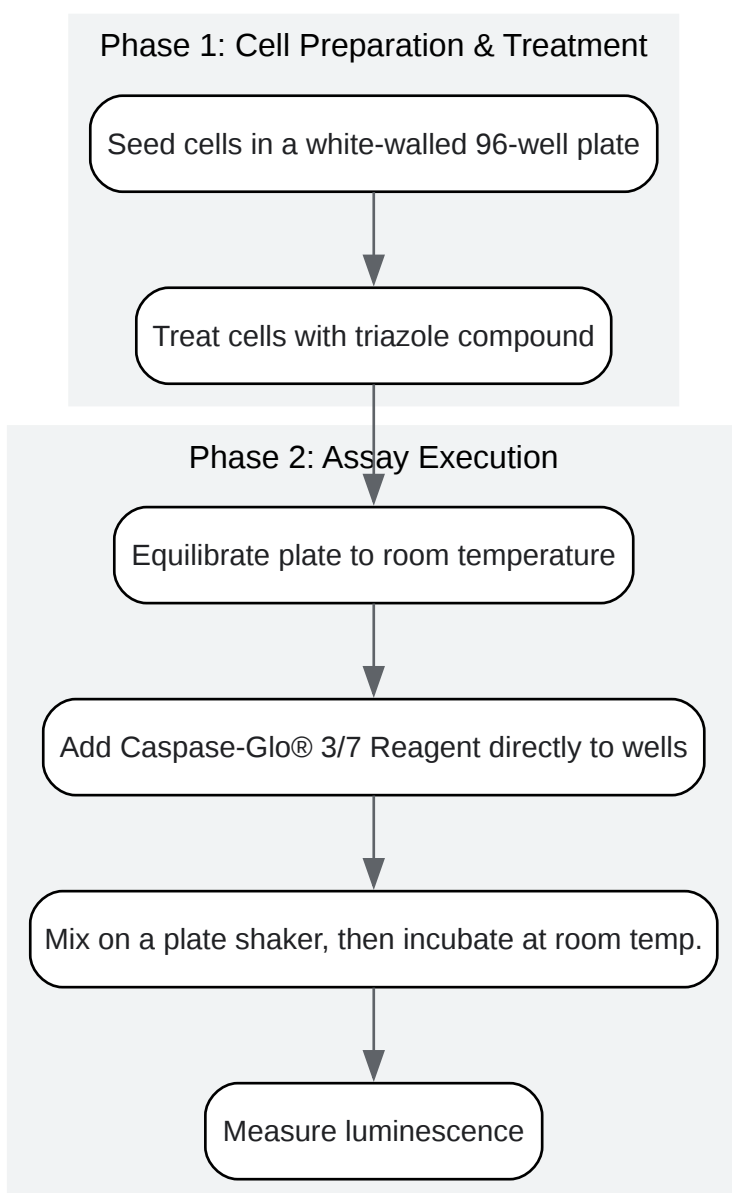 Phase 1: Cell Preparation & Treatment
Seed cells in a white-walled 96-well plate
Treat cells with triazole compound
Phase 2: Assay Execution
Equilibrate plate to room temperature
Add Caspase-Glo® 3/7 Reagent directly to wells
Mix on a plate shaker, then incubate at room temp.
Measure luminescence